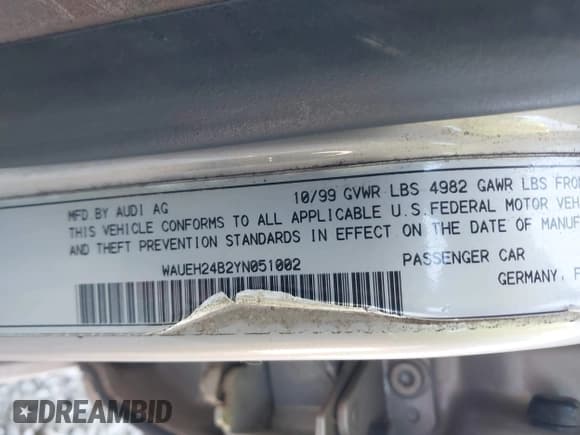 MFD BY AUDI AG 10/99 GVWR LBS 4982 GAWR LBS FRO
THIS VEHICLE CONFORMS TO ALL APPLICABLE U.S.FEDERAL MOTOR VEH
AND THEFT PREVENTION STANDARDS IN EFFECT ON THE DATE OF MANUF
WAUEH24B2YN051002 PASSENGER CAR
GERMANY, F
DREAMBID